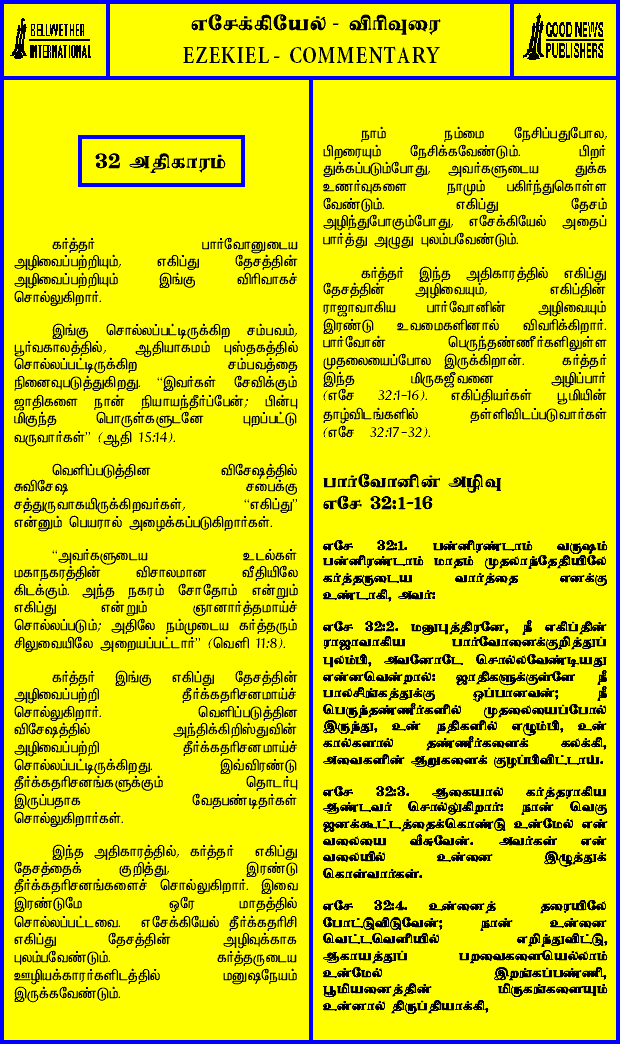 BELLWETHER
INTERNATIONAL
எசேக்கியேல் - விரிவுரை
EZEKIEL - COMMENTARY
GOOD NEWS
PUBLISHERS
32 அதிகாரம்
கர்த்தர் பார்வோனுடைய
அழிவைப்பற்றியும், எகிப்து தேசத்தின்
அழிவைப்பற்றியும் இங்கு விரிவாகச்
சொல்லுகிறார்.
இங்கு சொல்லப்பட்டிருக்கிற சம்பவம்,
பூர்வகாலத்தில், ஆதியாகமம் புஸ்தகத்தில்
சொல்லப்பட்டிருக்கிற சம்பவத்தை
நினைவுபடுத்துகிறது. "இவர்கள் சேவிக்கும்
ஜாதிகளை நான் நியாயந்தீர்ப்பேன்; பின்பு
மிகுந்த பொருள்களுடனே புறப்பட்டு
வருவார்கள்" (ஆதி 15:14).
வெளிப்படுத்தின விசேஷத்தில்
சுவிசேஷ சபைக்கு
சத்துருவாகயிருக்கிறவர்கள், "எகிப்து"
என்னும் பெயரால் அழைக்கப்படுகிறார்கள்.
"அவர்களுடைய உடல்கள்
மகாநகரத்தின் விசாலமான வீதியிலே
கிடக்கும். அந்த நகரம் சோதோம் என்றும்
எகிப்து என்றும் ஞானார்த்தமாய்ச்
சொல்லப்படும்; அதிலே நம்முடைய கர்த்தரும்
சிலுவையிலே அறையப்பட்டார்" (வெளி 11:8).
கர்த்தர் இங்கு எகிப்து தேசத்தின்
அழிவைப்பற்றி தீர்க்கதரிசனமாய்ச்
சொல்லுகிறார். வெளிப்படுத்தின
விசேஷத்தில் அந்திக்கிறிஸ்துவின்
அழிவைப்பற்றி தீர்க்கதரிசனமாய்ச்
சொல்லப்பட்டிருக்கிறது. இவ்விரண்டு
தீர்க்கதரிசனங்களுக்கும் தொடர்பு
இருப்பதாக வேதபண்டிதர்கள்
சொல்லுகிறார்கள்.
இந்த அதிகாரத்தில், கர்த்தர் எகிப்து
தேசத்தைக் குறித்து, இரண்டு
தீர்க்கதரிசனங்களைச் சொல்லுகிறார். இவை
இரண்டுமே ஒரே மாதத்தில்
சொல்லப்பட்டவை. எசேக்கியேல் தீர்க்கதரிசி
எகிப்து தேசத்தின் அழிவுக்காக
புலம்பவேண்டும். கர்த்தருடைய
ஊழியக்காரர்களிடத்தில் மனுஷநேயம்
இருக்கவேண்டும்.
நாம் நம்மை நேசிப்பதுபோல,
பிறரையும் நேசிக்கவேண்டும். பிறர்
துக்கப்படும்போது, அவர்களுடைய துக்க
உணர்வுகளை நாமும் பகிர்ந்துகொள்ள
வேண்டும். எகிப்து தேசம்
அழிந்துபோகும்போது, எசேக்கியேல் அதைப்
பார்த்து அழுது புலம்பவேண்டும்.
கர்த்தர் இந்த அதிகாரத்தில் எகிப்து
தேசத்தின் அழிவையும், எகிப்தின்
ராஜாவாகிய பார்வோனின் அழிவையும்
இரண்டு உவமைகளினால் விவரிக்கிறார்.
பார்வோன் பெருந்தண்ணீர்களிலுள்ள
முதலையைப்போல இருக்கிறான். கர்த்தர்
இந்த மிருகஜீவனை அழிப்பார்
(எசே 32:1-16). எகிப்தியர்கள் பூமியின்
தாழ்விடங்களில் தள்ளிவிடப்படுவார்கள்
(எசே 32:17-32).
பார்வோனின் அழிவு
எசே 32:1-16
எசே 32:1. பன்னிரண்டாம் வருஷம்
பன்னிரண்டாம் மாதம் முதலாந்தேதியிலே
கர்த்தருடைய வார்த்தை எனக்கு
உண்டாகி, அவர்:
எசே 32:2. மனுபுத்திரனே, நீ எகிப்தின்
ராஜாவாகிய பார்வோனைக்குறித்துப்
புலம்பி, அவனோடே சொல்லவேண்டியது
என்னவென்றால்: ஜாதிகளுக்குள்ளே நீ
பாலசிங்கத்துக்கு ஒப்பானவன்; நீ
பெருந்தண்ணீர்களில் முதலையைப்போல்
இருந்து, உன் நதிகளில் எழும்பி, உன்
கால்களால் தண்ணீர்களைக் கலக்கி,
அவைகளின் ஆறுகளைக் குழப்பிவிட்டாய்.
எசே 32:3. ஆகையால் கர்த்தராகிய
ஆண்டவர் சொல்லுகிறார்: நான் வெகு
ஜனக்கூட்டத்தைக்கொண்டு உன்மேல் என்
வலையை வீசுவேன். அவர்கள் என்
வலையில் உன்னை இழுத்துக்
கொள்வார்கள்.
எசே 32:4. உன்னைத் தரையிலே
போட்டுவிடுவேன்; நான் உன்னை
வெட்டவெளியில் எறிந்துவிட்டு,
ஆகாயத்துப் பறவைகளையெல்லாம்
உன்மேல் இறங்கப்பண்ணி,
பூமியனைத்தின் மிருகங்களையும்
உன்னால் திருப்தியாக்கி,